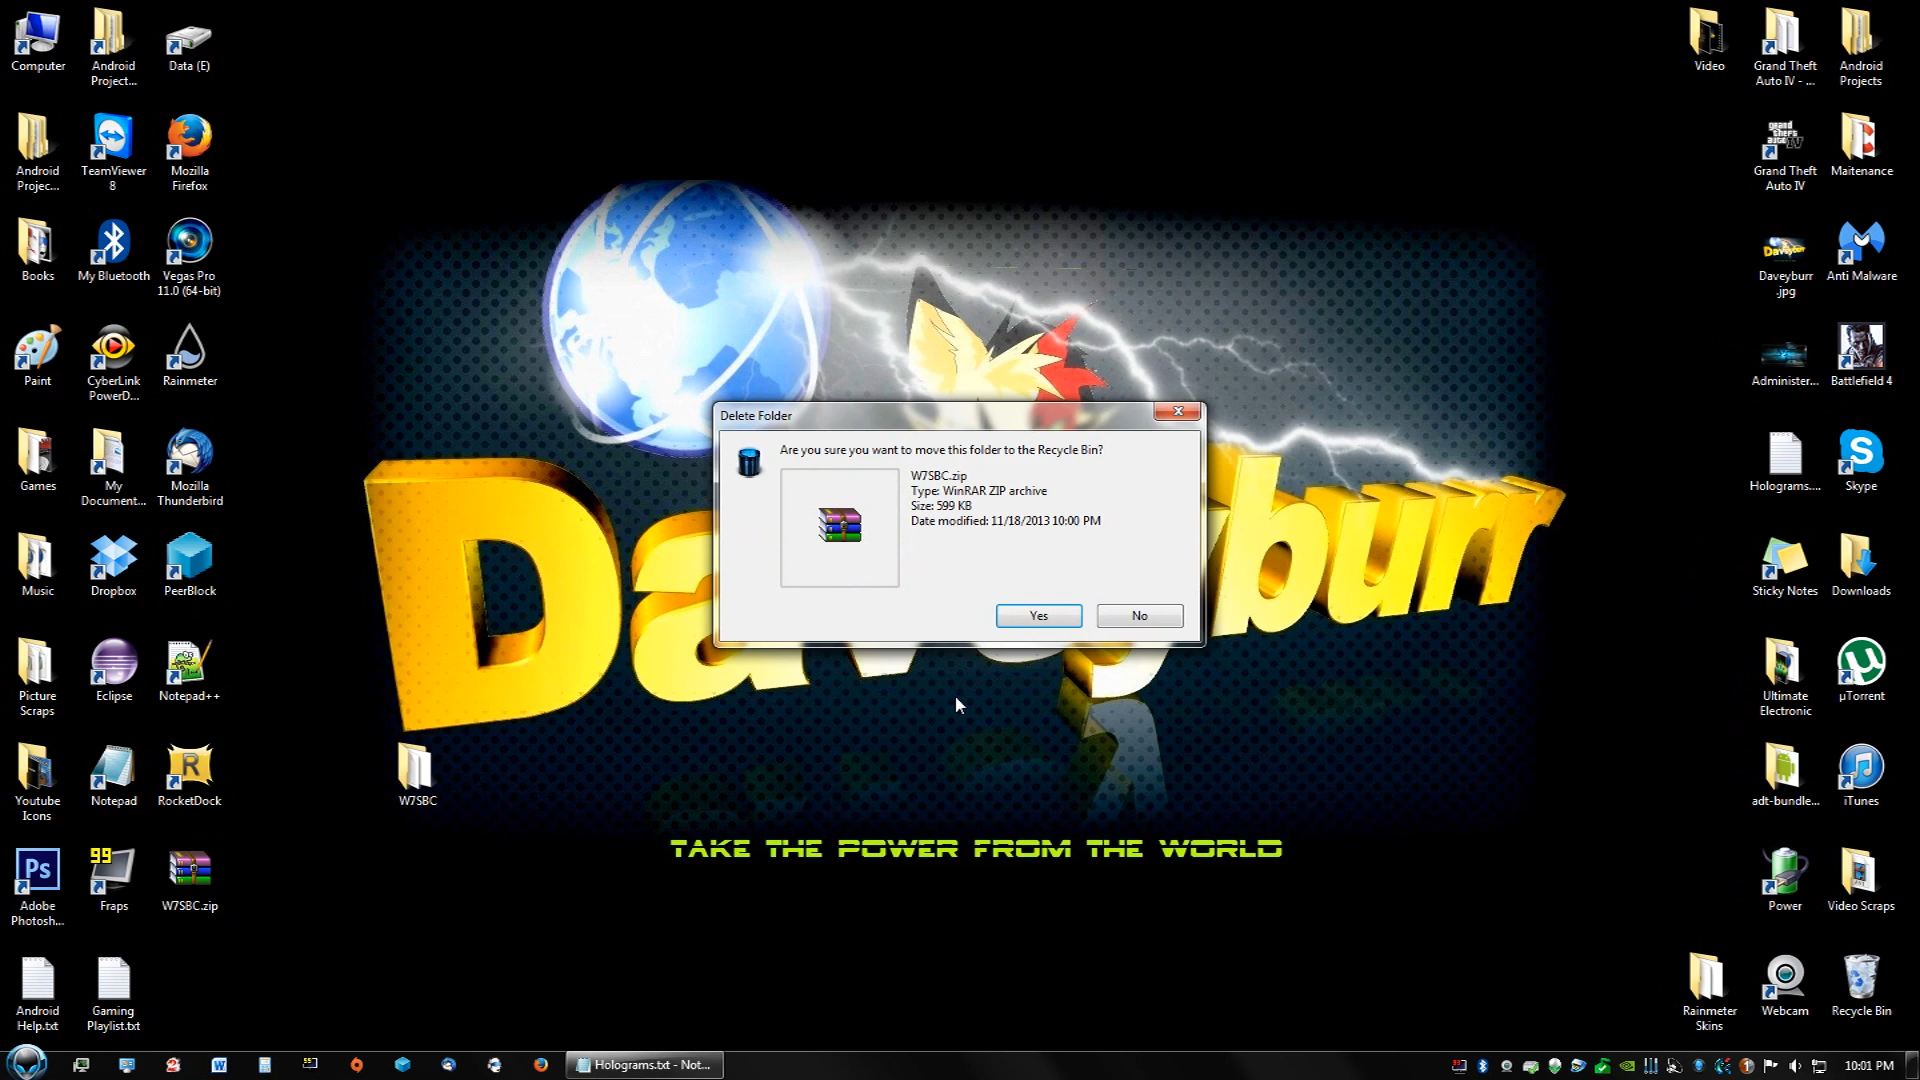 Computer
Android
Project...
Data (E)
Android
Projec...
TeamViewer
8
Mozilla
Firefox
Books
My Bluetooth
Vegas Pro
11.0 (64-bit)
Paint
CyberLink
PowerD...
Rainmeter
Games
My
Document...
Mozilla
Thunderbird
Music
Dropbox
PeerBlock
Picture
Scraps
Eclipse
Notepad++
Youtube
Icons
Notepad
RocketDock
W7SBC
Ps
Adobe
Photosh...
99
Fraps
W7SBC.zip
Android
Help.txt
Gaming
Playlist.txt
Daveyburr
TAKE THE POWER FROM THE WORLD
Delete Folder
Are you sure you want to move this folder to the Recycle Bin?
W7SBC.zip
Type: WinRAR ZIP archive
Size: 599 KB
Date modified: 11/18/2013 10:00 PM
Yes
No
Video
Grand Theft
Auto IV - ...
Android
Projects
grand
theft
auto IV
Grand Theft
Auto IV
Maitenance
Daveyburr
Daveyburr
.jpg
Anti Malware
Administer...
Battlefield 4
Holograms....
Skype
Sticky Notes
Downloads
Ultimate
Electronic
µTorrent
adt-bundle...
iTunes
Power
Video Scraps
Rainmeter
Skins
Webcam
Recycle Bin
Holograms.txt - Not...
10:01 PM